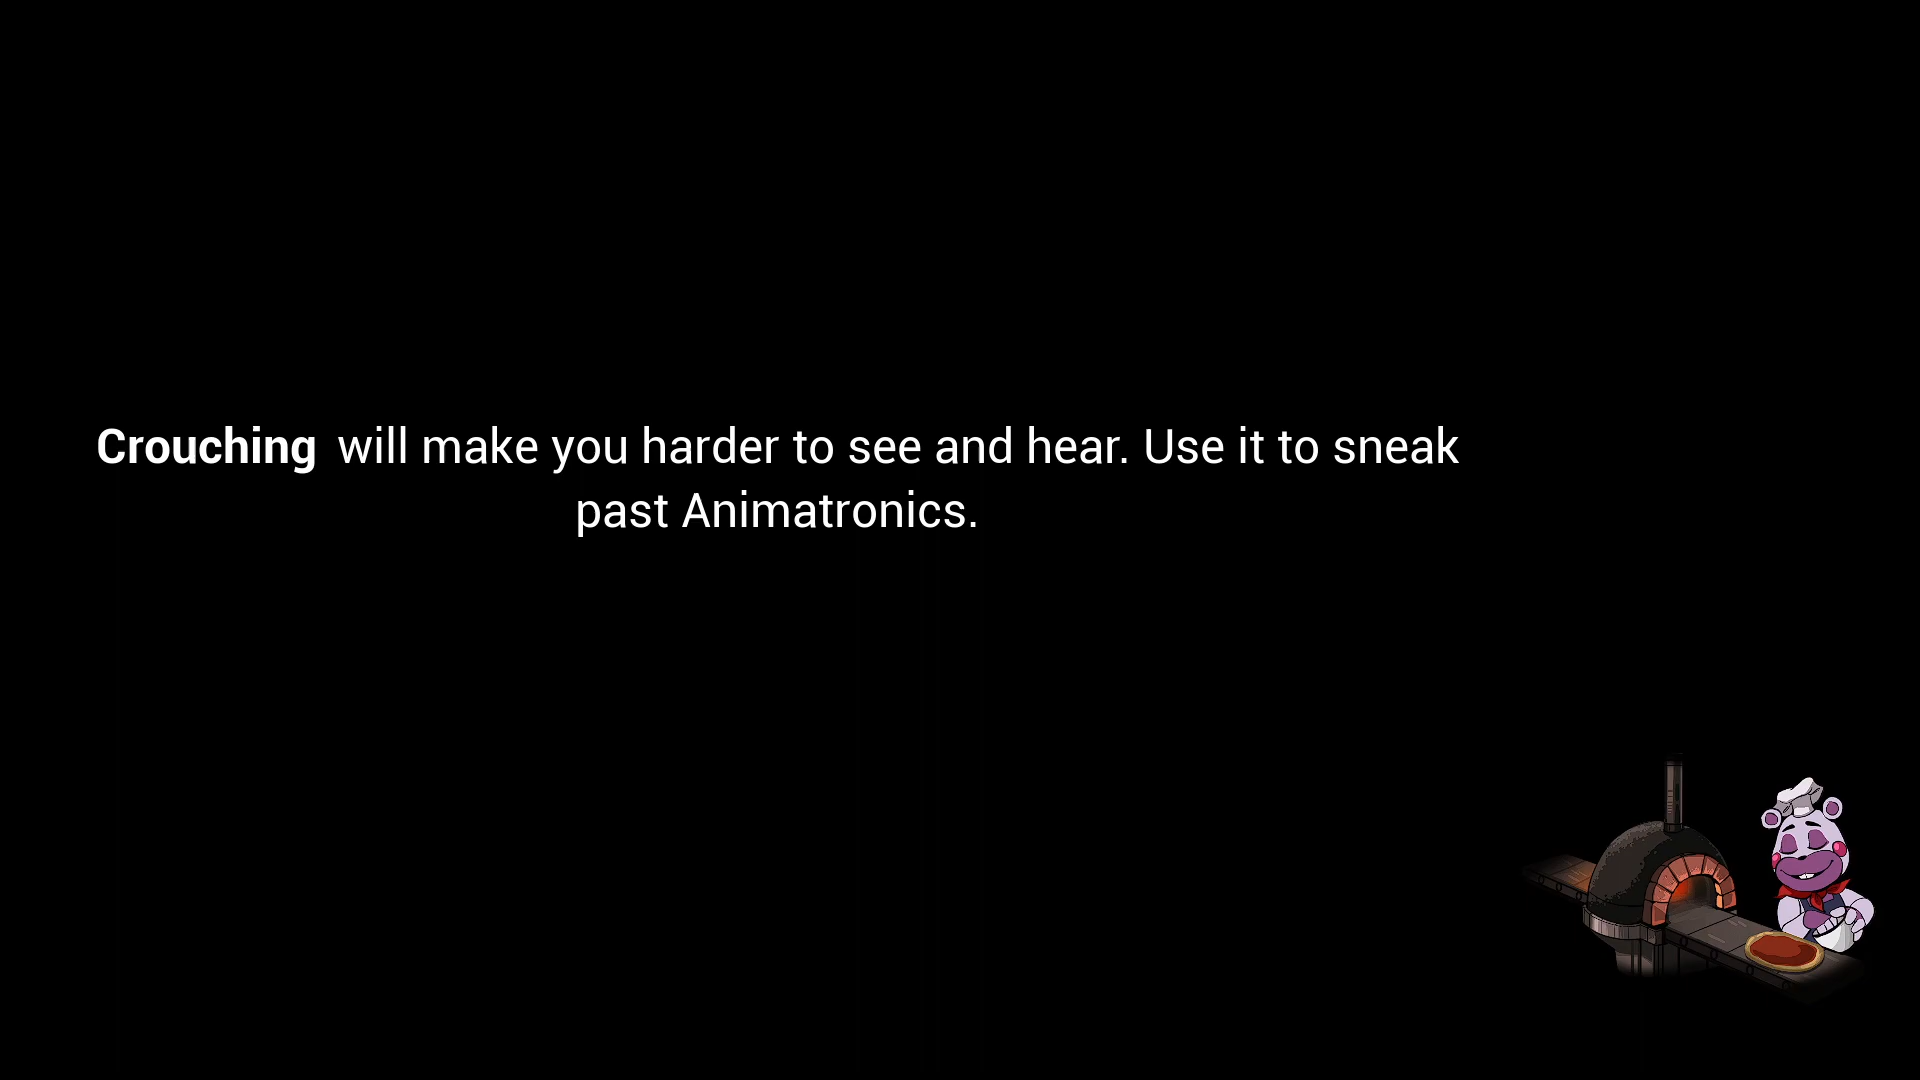 Crouching will make you harder to see and hear. Use it to sneak
past Animatronics.